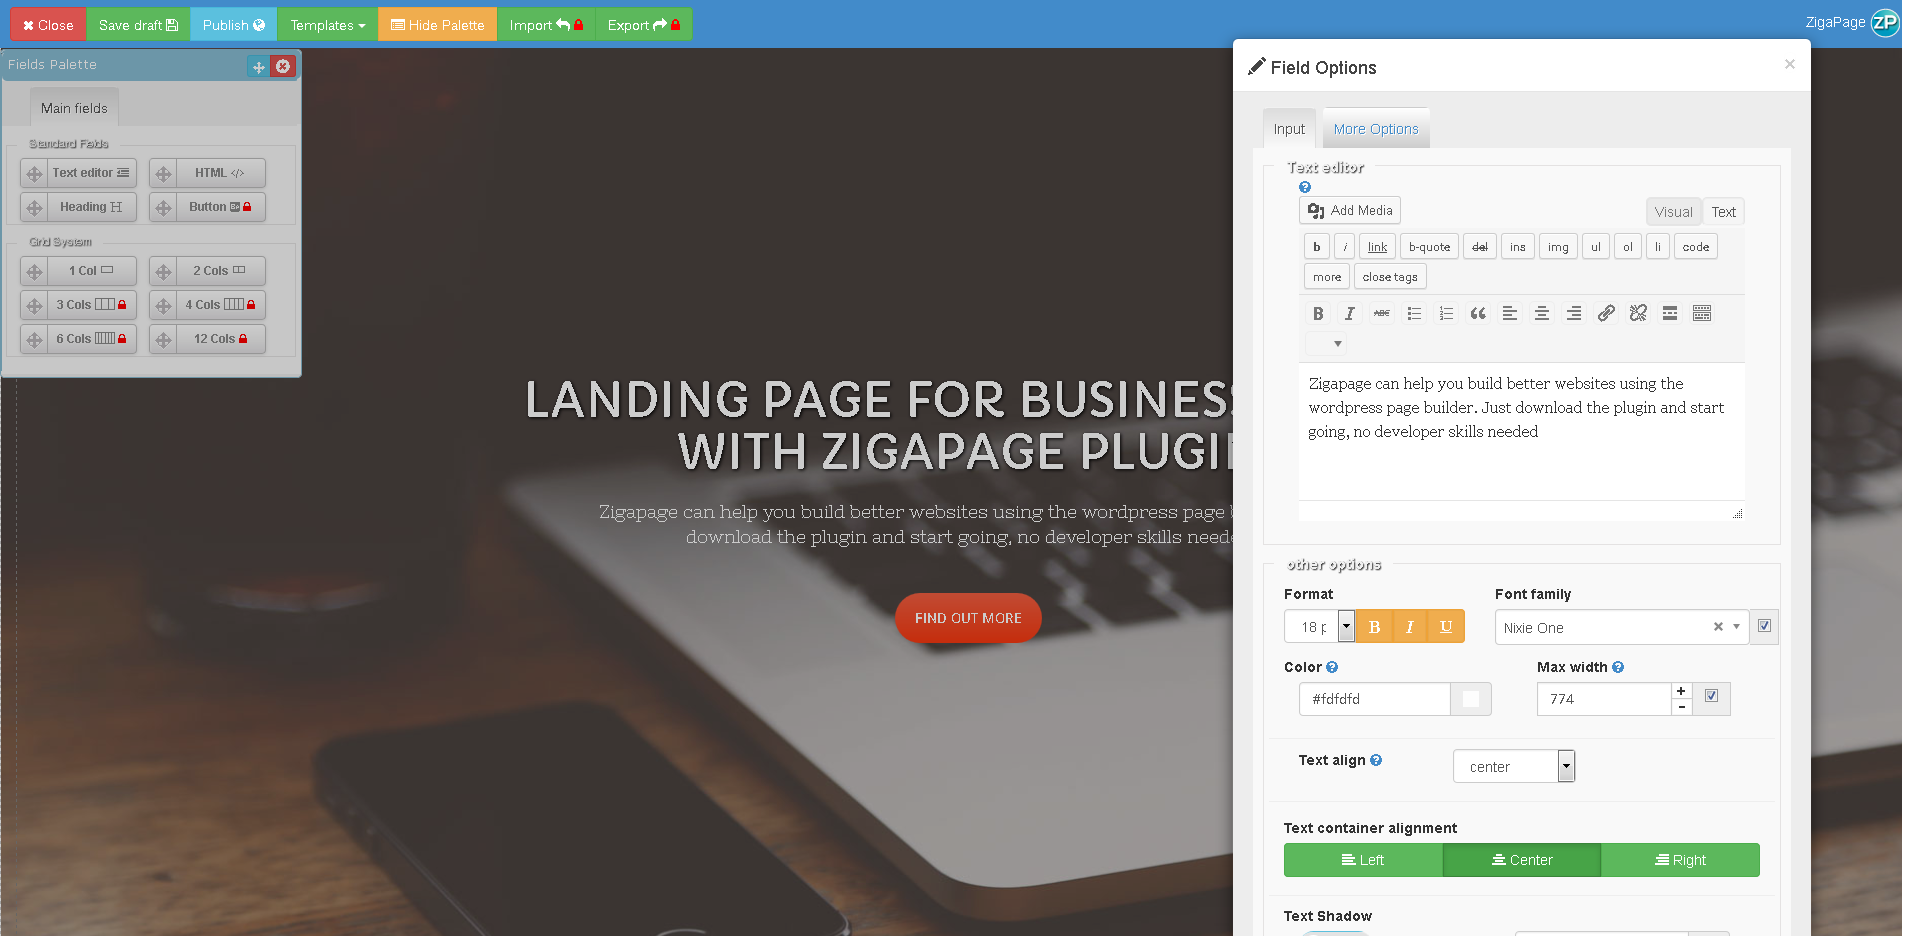 Close
Save draft
Publish
Templates
Hide Palette
Import
Export
ZigaPage ZP
Fields Palette
Main fields
Standard Fields
Text editor
HTML </>
Heading H
Button
Grid System
1 Col
2 Cols
3 Cols
4 Cols
6 Cols
12 Cols
LANDING PAGE FOR BUSINESS
WITH ZIGAPAGE PLUGIN
Zigapage can help you build better websites using the wordpress page b
download the plugin and start going, no developer skills neede
FIND OUT MORE
Field Options ×
Input
More Options
Text editor
?
Add Media
Visual
Text
b i link b-quote del ins img ul ol li code
more close tags
B I ABC
Zigapage can help you build better websites using the
wordpress page builder. Just download the plugin and start
going, no developer skills needed
other options
Format
Font family
18 p
B I U
Nixie One ×
Color ?
Max width ?
#fdfdfd
774 + -
Text align ?
center
Text container alignment
Left
Center
Right
Text Shadow